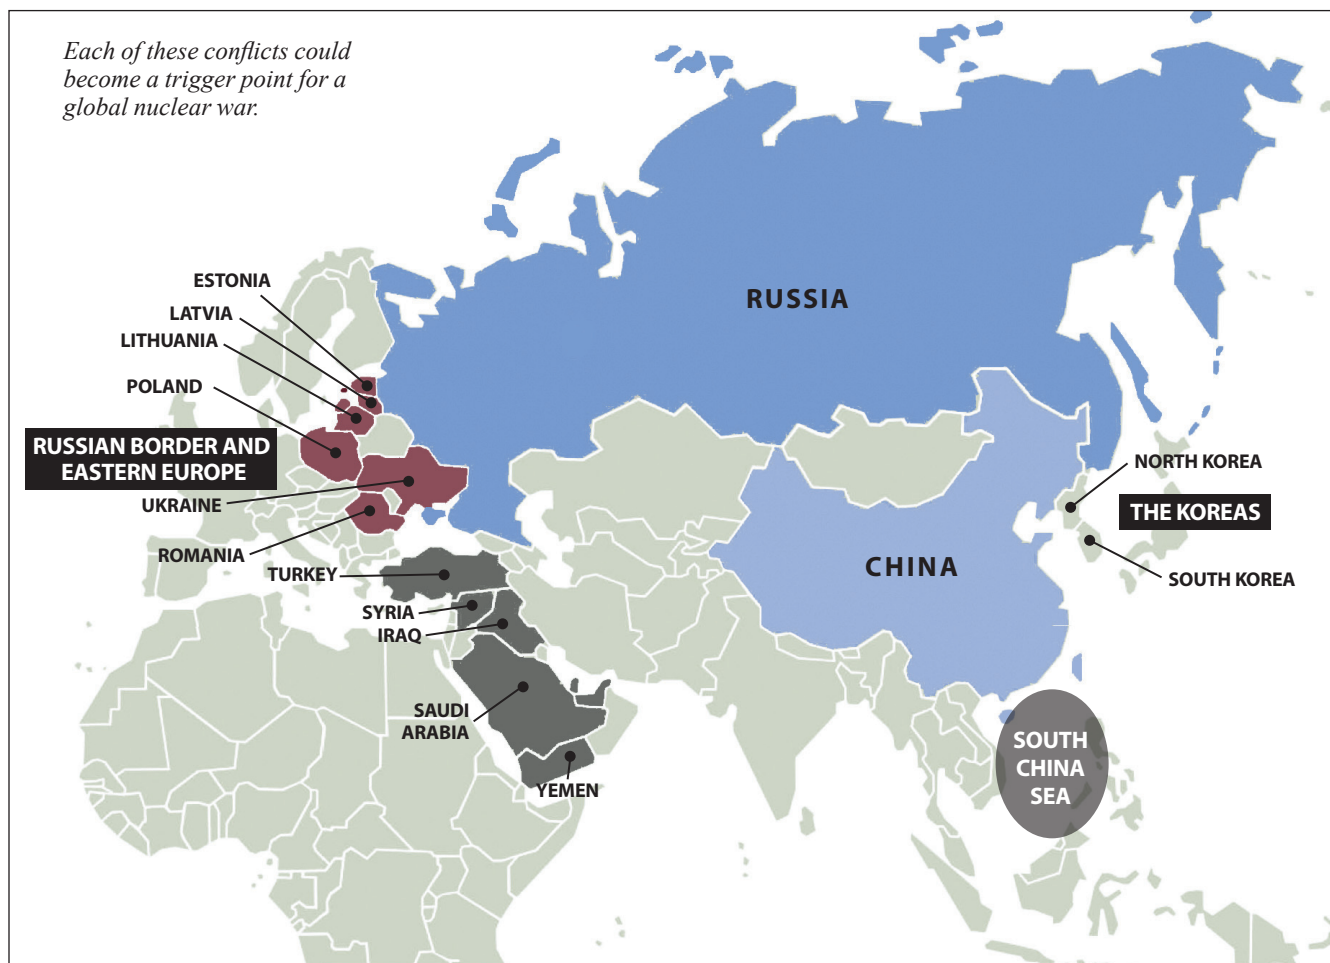 Each of these conflicts could
become a trigger point for a
global nuclear war.
ESTONIA
LATVIA
LITHUANIA
POLAND
RUSSIAN BORDER AND
EASTERN EUROPE
UKRAINE
ROMANIA
TURKEY
SYRIA
IRAQ
SAUDI
ARABIA
YEMEN
RUSSIA
CHINA
NORTH KOREA
THE KOREAS
SOUTH KOREA
SOUTH
CHINA
SEA